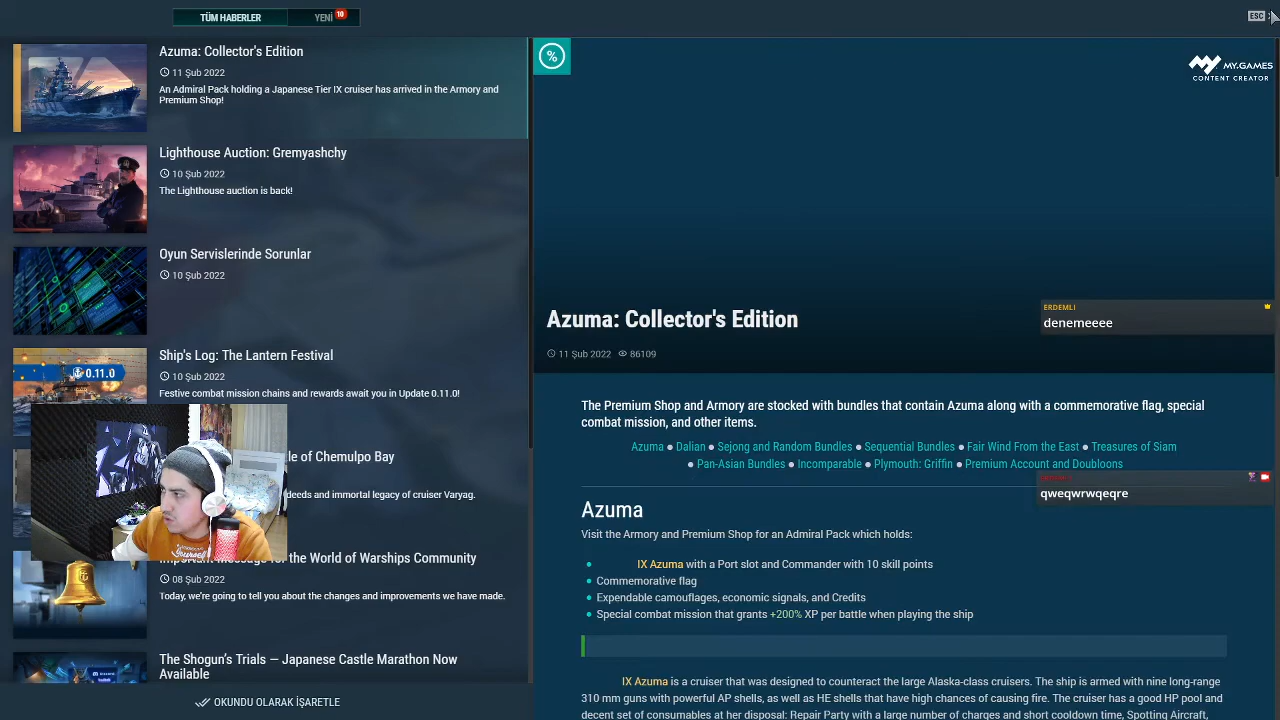 TÜM HABERLER
YENİ
10
ESC
Azuma: Collector's Edition
11 Şub 2022
An Admiral Pack holding a Japanese Tier IX cruiser has arrived in the Armory and
Premium Shop!
Lighthouse Auction: Gremyashchy
10 Şub 2022
The Lighthouse auction is back!
Oyun Servislerinde Sorunlar
10 Şub 2022
Ship's Log: The Lantern Festival
10 Şub 2022
Festive combat mission chains and rewards await you in Update 0.11.0!
0.11.0
le of Chemulpo Bay
deeds and immortal legacy of cruiser Varyag.
Important Message for the World of Warships Community
08 Şub 2022
Today, we're going to tell you about the changes and improvements we have made.
The Shogun's Trials — Japanese Castle Marathon Now
Available
OKUNDU OLARAK İŞARETLE
%
MY.GAMES
CONTENT CREATOR
Azuma: Collector's Edition
11 Şub 2022
86109
ERDEMLI
denemeeee
The Premium Shop and Armory are stocked with bundles that contain Azuma along with a commemorative flag, special
combat mission, and other items.
Azuma ● Dalian ● Sejong and Random Bundles ● Sequential Bundles ● Fair Wind From the East ● Treasures of Siam
● Pan-Asian Bundles ● Incomparable ● Plymouth: Griffin ● Premium Account and Doubloons
qweqwrwqeqre
Azuma
Visit the Armory and Premium Shop for an Admiral Pack which holds:
IX Azuma with a Port slot and Commander with 10 skill points
Commemorative flag
Expendable camouflages, economic signals, and Credits
Special combat mission that grants +200% XP per battle when playing the ship
IX Azuma is a cruiser that was designed to counteract the large Alaska-class cruisers. The ship is armed with nine long-range
310 mm guns with powerful AP shells, as well as HE shells that have high chances of causing fire. The cruiser has a good HP pool and
decent set of consumables at her disposal: Repair Party with a large number of charges and short cooldown time, Spotting Aircraft,